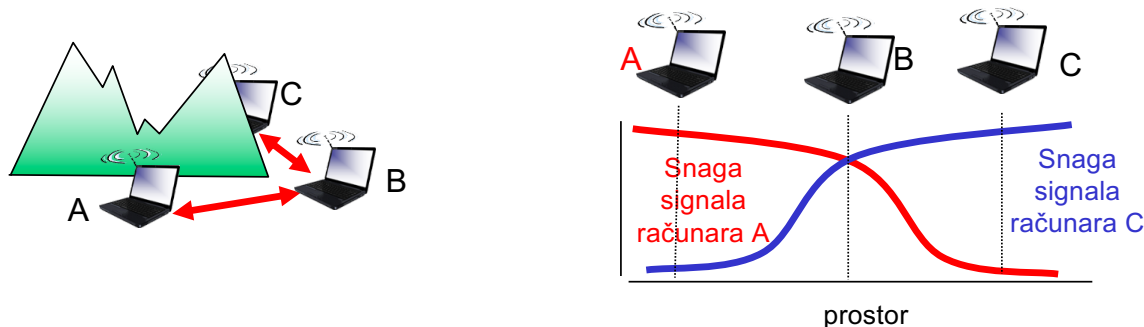 C
B
A
A
B
C
Snaga
signala
računara A
Snaga
signala
računara C
prostor